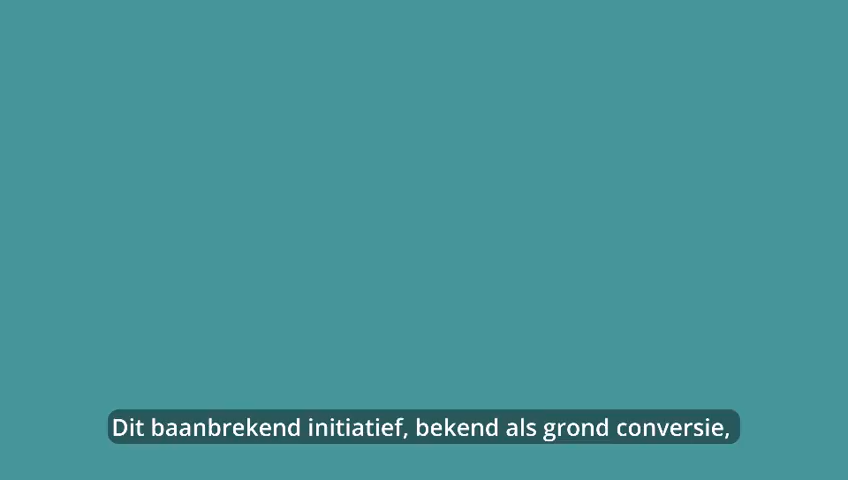 Dit baanbrekend initiatief, bekend als grond conversie,